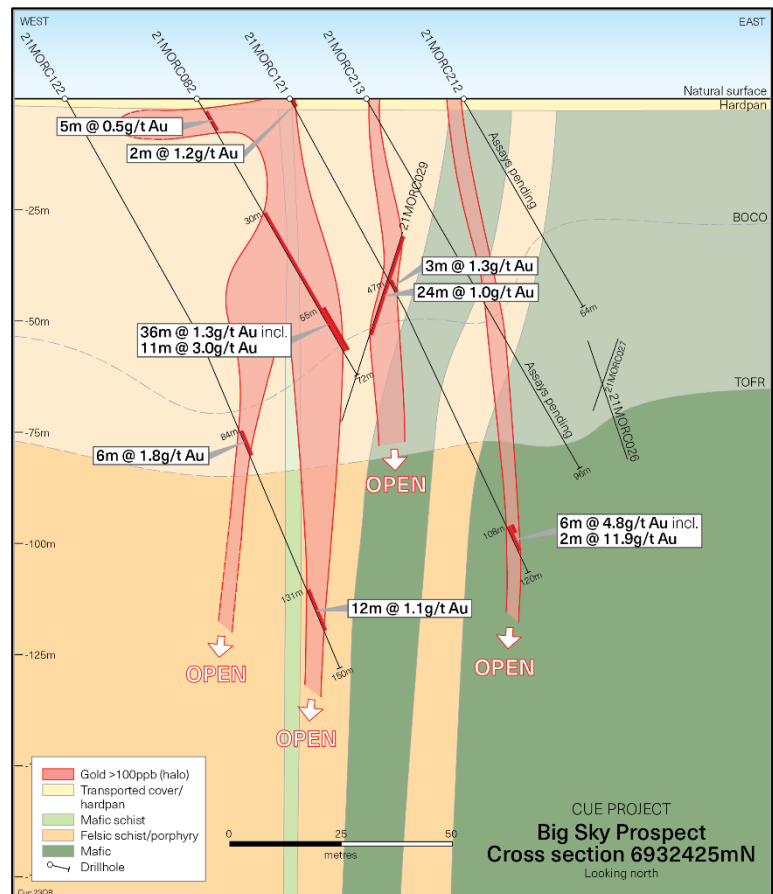 WEST
EAST
21MORC122
21MORC082
21MORC121
21MORC213
21MORC212
Natural surface
Hardpan
5m @ 0.5g/t Au
2m @ 1.2g/t Au
Assays pending
21MORC029
-25m
BOCO
30m
3m @ 1.3g/t Au
47m
24m @ 1.0g/t Au
54m
-50m
55m
36m @ 1.3g/t Au incl.
11m @ 3.0g/t Au
21MORC027
21MORC026
72m
Assays pending
TOFR
-75m
84m
6m @ 1.8g/t Au
96m
OPEN
-100m
108m
6m @ 4.8g/t Au incl.
2m @ 11.9g/t Au
120m
131m
12m @ 1.1g/t Au
-125m
150m
OPEN
OPEN
OPEN
Gold >100ppb (halo)
Transported cover/
hardpan
Mafic schist
Felsic schist/porphyry
Mafic
Drillhole
0
25
50
metres
CUE PROJECT
Big Sky Prospect
Cross section 6932425mN
Looking north